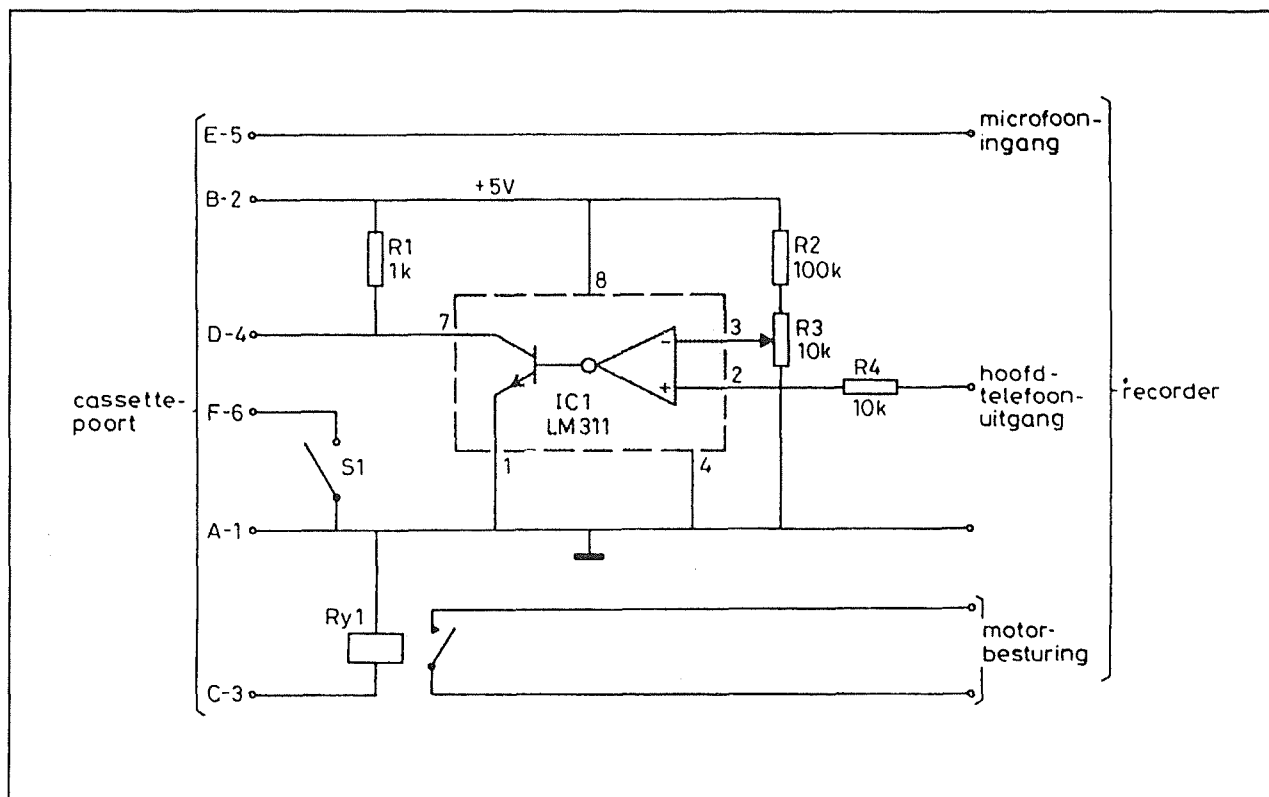 E-5
microfoon-
ingang
B-2
+5V
R1
1k
R2
100k
8
D-4
7
3
R3
10k
2
R4
10k
hoofd-
telefoon-
uitgang
recorder
cassette-
poort
F-6
IC1
LM311
S1
1
4
A-1
Ry1
motor-
besturing
C-3
-
+